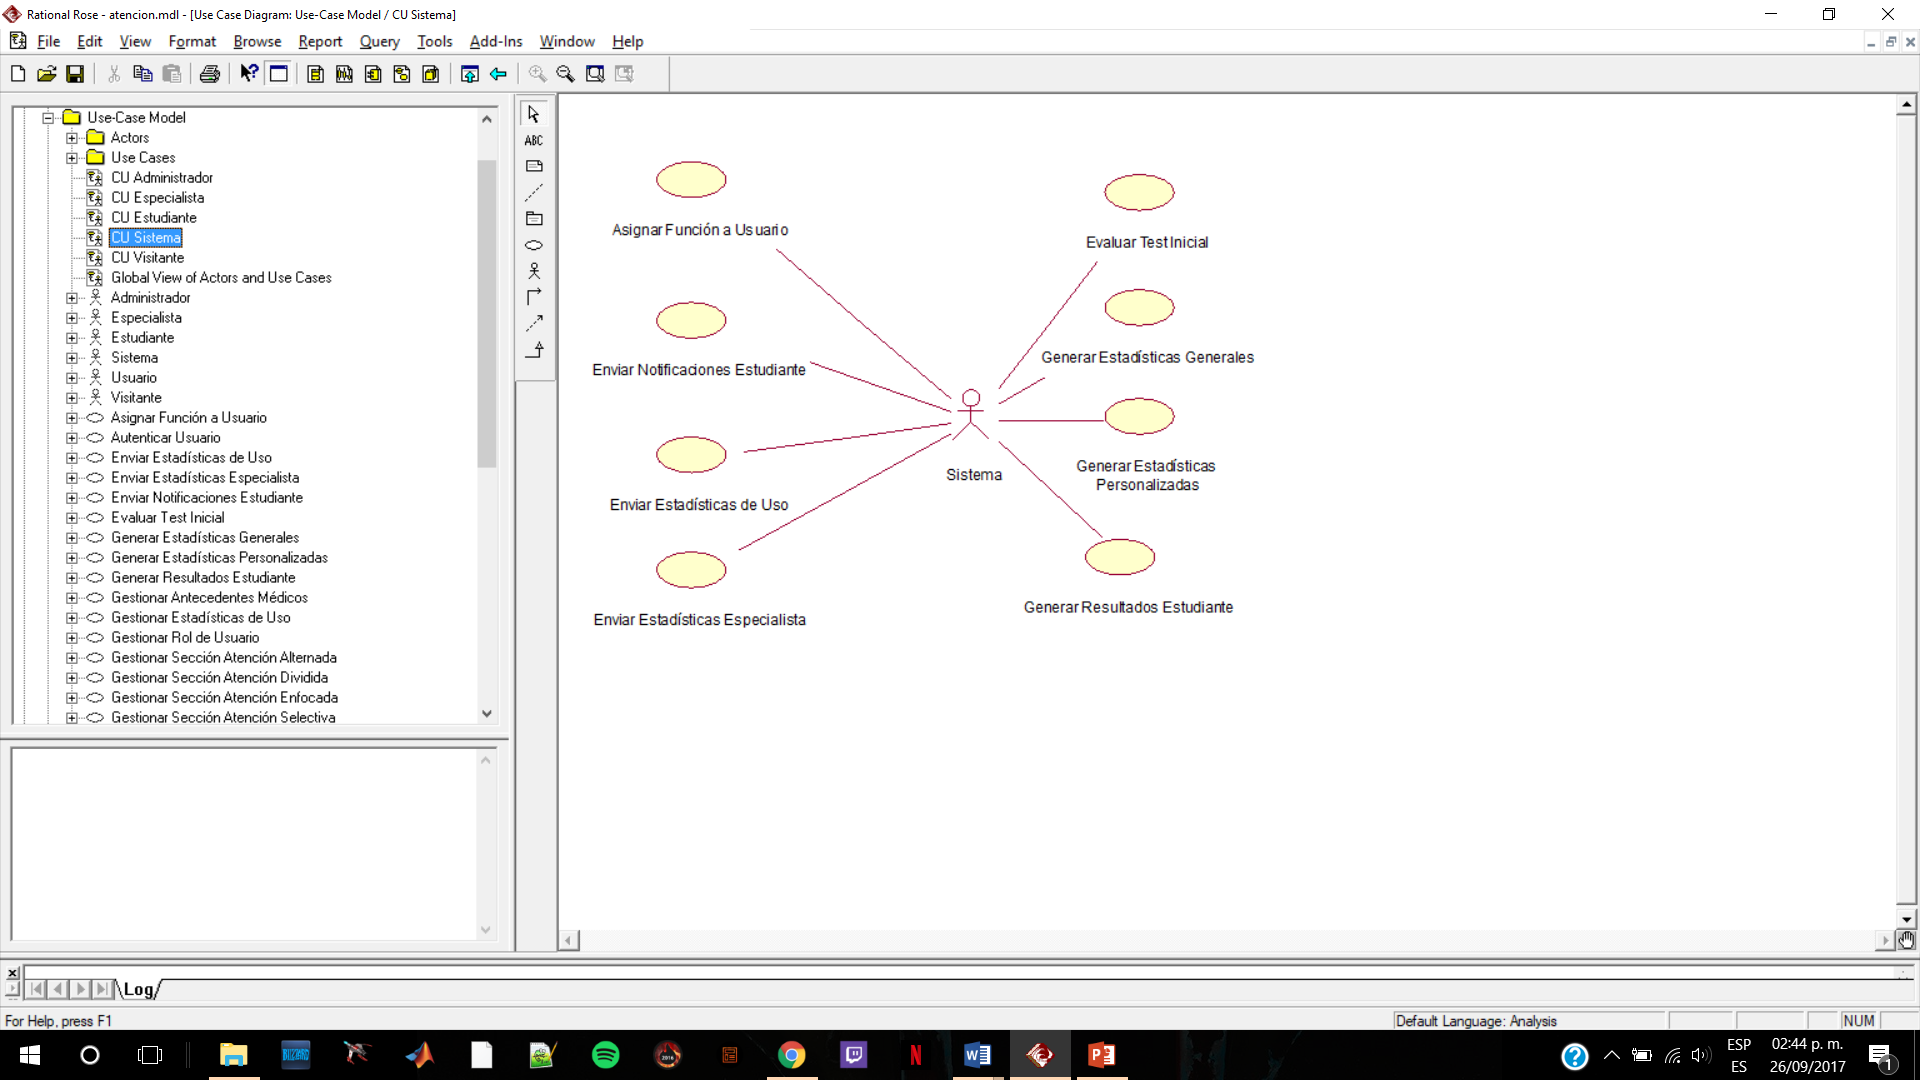 Rational Rose - atencion.mdl - [Use Case Diagram: Use-Case Model / CU Sistema]
File Edit View Format Browse Report Query Tools Add-Ins Window Help
Use-Case Model
Actors
Use Cases
CU Administrador
CU Especialista
CU Estudiante
CU Sistema
CU Visitante
Global View of Actors and Use Cases
Administrador
Especialista
Estudiante
Sistema
Usuario
Visitante
Asignar Función a Usuario
Autenticar Usuario
Enviar Estadísticas de Uso
Enviar Estadísticas Especialista
Enviar Notificaciones Estudiante
Evaluar Test Inicial
Generar Estadísticas Generales
Generar Estadísticas Personalizadas
Generar Resultados Estudiante
Gestionar Antecedentes Médicos
Gestionar Estadísticas de Uso
Gestionar Rol de Usuario
Gestionar Sección Atención Alternada
Gestionar Sección Atención Dividida
Gestionar Sección Atención Enfocada
Gestionar Sección Atención Selectiva
ABC
Asignar Función a Usuario
Enviar Notificaciones Estudiante
Enviar Estadísticas de Uso
Enviar Estadísticas Especialista
Sistema
Evaluar Test Inicial
Generar Estadísticas Generales
Generar Estadísticas
Personalizadas
Generar Resultados Estudiante
Log
For Help, press F1
Default Language: Analysis
NUM
BLIZZARD
2016
ESP
ES
02:44 p. m.
26/09/2017
1